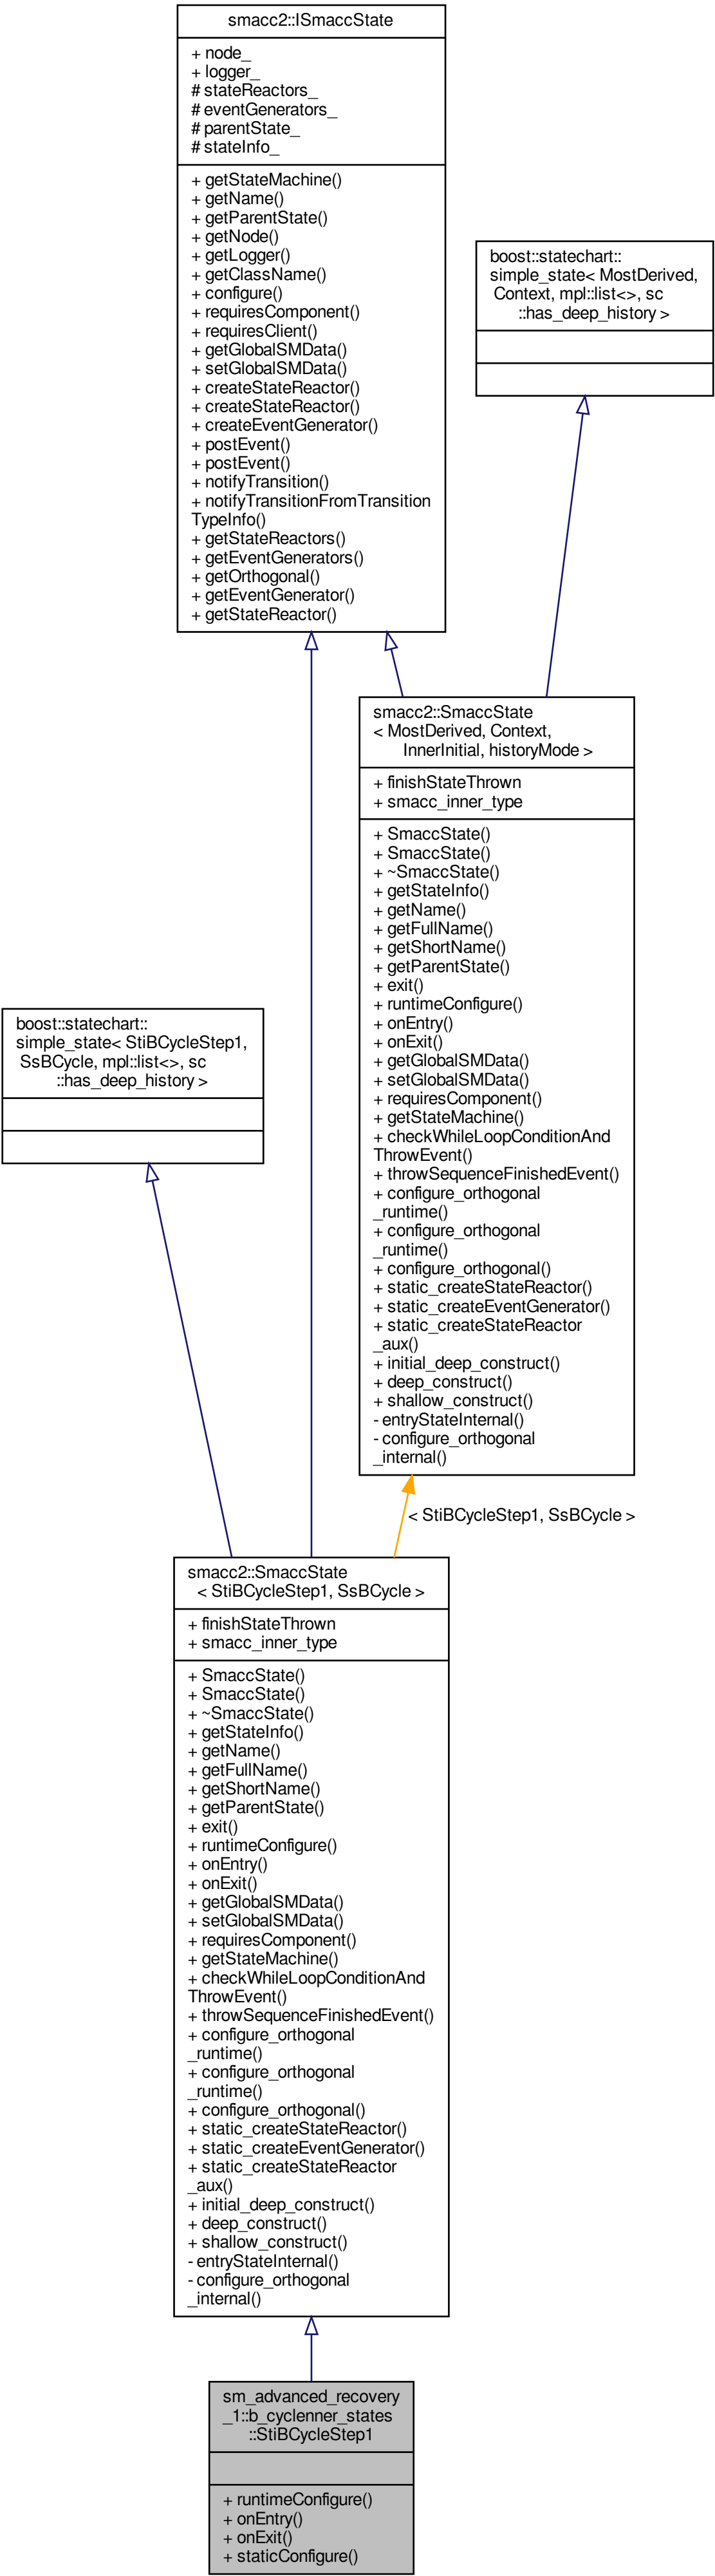 smacc2::ISmaccState
+ node_
+ logger_
# stateReactors_
# eventGenerators_
# parentState_
# stateInfo_
+ getStateMachine()
+ getName()
+ getParentState()
+ getNode()
+ getLogger()
+ getClassName()
+ configure()
+ requiresComponent()
+ requiresClient()
+ getGlobalSMData()
+ setGlobalSMData()
+ createStateReactor()
+ createStateReactor()
+ createEventGenerator()
+ postEvent()
+ postEvent()
+ notifyTransition()
+ notifyTransitionFromTransition
TypeInfo()
+ getStateReactors()
+ getEventGenerators()
+ getOrthogonal()
+ getEventGenerator()
+ getStateReactor()
boost::statechart::
simple_state< MostDerived,
Context, mpl::list<>, sc
::has_deep_history >
smacc2::SmaccState
< MostDerived, Context,
InnerInitial, historyMode >
+ finishStateThrown
+ smacc_inner_type
+ SmaccState()
+ SmaccState()
+ ~SmaccState()
+ getStateInfo()
+ getName()
+ getFullName()
+ getShortName()
+ getParentState()
+ exit()
+ runtimeConfigure()
+ onEntry()
+ onExit()
+ getGlobalSMData()
+ setGlobalSMData()
+ requiresComponent()
+ getStateMachine()
+ checkWhileLoopConditionAnd
ThrowEvent()
+ throwSequenceFinishedEvent()
+ configure_orthogonal
_runtime()
+ configure_orthogonal
_runtime()
+ configure_orthogonal()
+ static_createStateReactor()
+ static_createEventGenerator()
+ static_createStateReactor
_aux()
+ initial_deep_construct()
+ deep_construct()
+ shallow_construct()
- entryStateInternal()
- configure_orthogonal
_internal()
boost::statechart::
simple_state< StiBCycleStep1,
SsBCycle, mpl::list<>, sc
::has_deep_history >
< StiBCycleStep1, SsBCycle >
smacc2::SmaccState
< StiBCycleStep1, SsBCycle >
+ finishStateThrown
+ smacc_inner_type
+ SmaccState()
+ SmaccState()
+ ~SmaccState()
+ getStateInfo()
+ getName()
+ getFullName()
+ getShortName()
+ getParentState()
+ exit()
+ runtimeConfigure()
+ onEntry()
+ onExit()
+ getGlobalSMData()
+ setGlobalSMData()
+ requiresComponent()
+ getStateMachine()
+ checkWhileLoopConditionAnd
ThrowEvent()
+ throwSequenceFinishedEvent()
+ configure_orthogonal
_runtime()
+ configure_orthogonal
_runtime()
+ configure_orthogonal()
+ static_createStateReactor()
+ static_createEventGenerator()
+ static_createStateReactor
_aux()
+ initial_deep_construct()
+ deep_construct()
+ shallow_construct()
- entryStateInternal()
- configure_orthogonal
_internal()
sm_advanced_recovery
_1::b_cyclenner_states
::StiBCycleStep1
+ runtimeConfigure()
+ onEntry()
+ onExit()
+ staticConfigure()